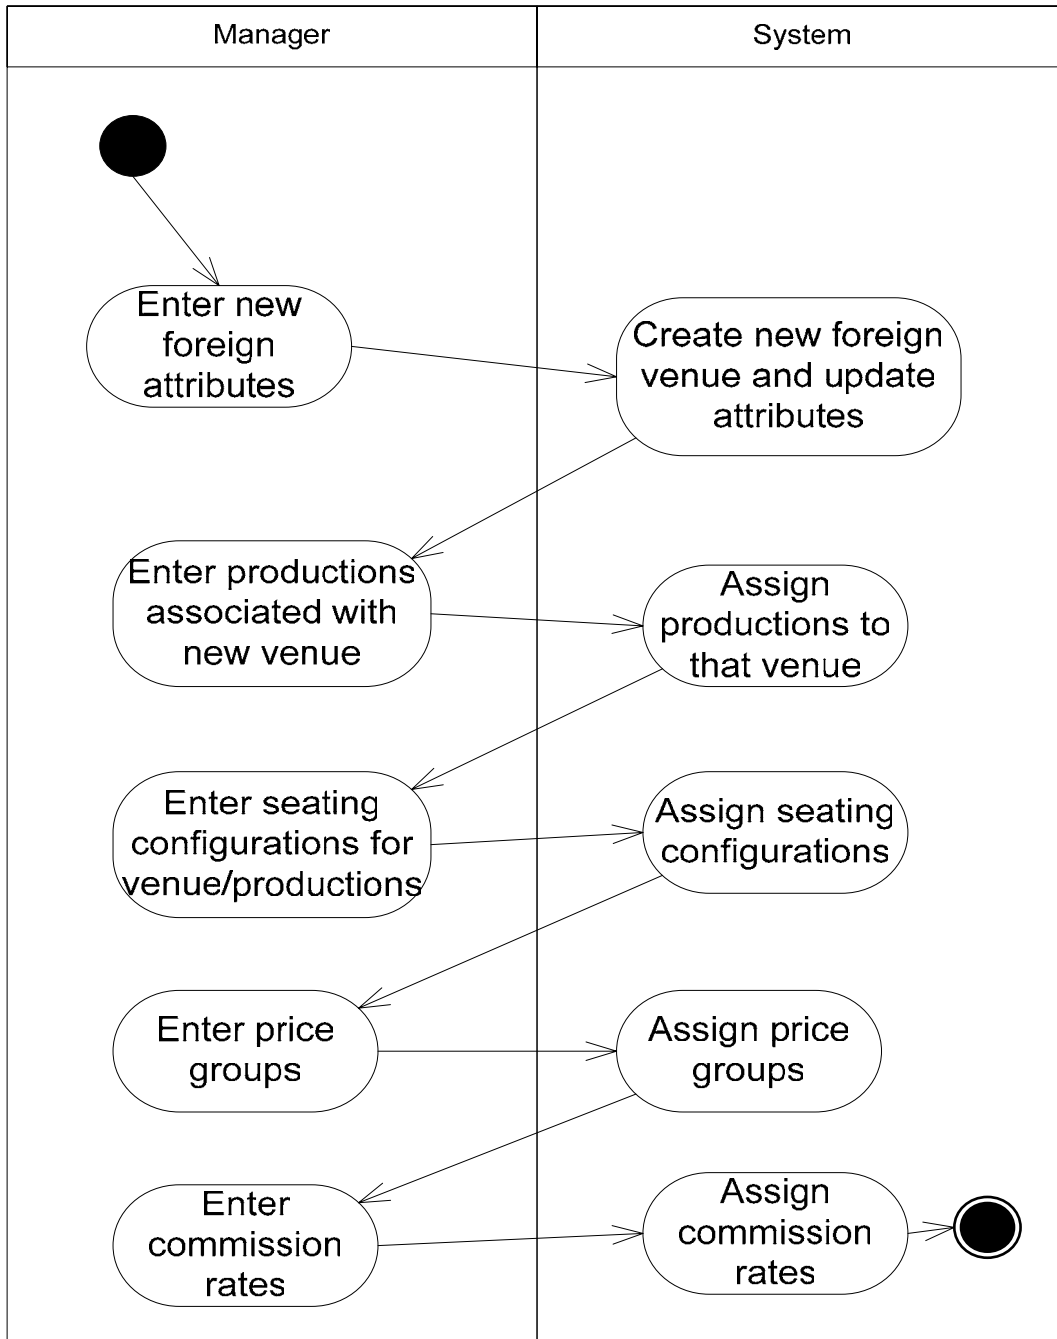 Manager
System
Enter new
foreign
attributes
Create new foreign
venue and update
attributes
Enter productions
associated with
new venue
Assign
productions to
that venue
Enter seating
configurations for
venue/productions
Assign seating
configurations
Enter price
groups
Assign price
groups
Enter
commission
rates
Assign
commission
rates